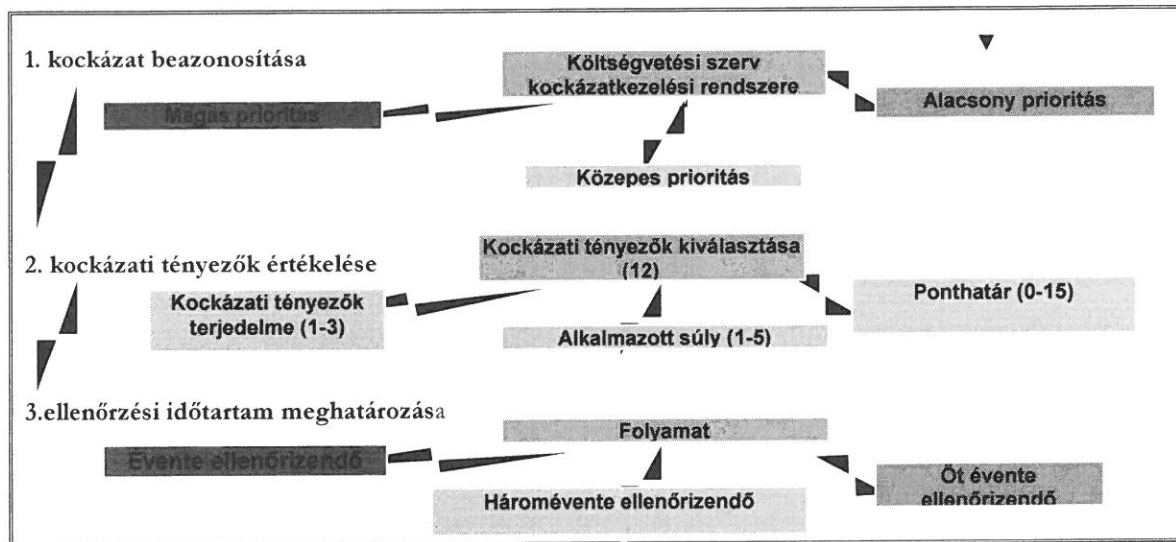 1. kockázat beazonosítása
Költségvetési szerv
kockázatkezelési rendszere
Magas prioritás
Alacsony prioritás
Közepes prioritás
2. kockázati tényezők értékelése
Kockázati tényezők kiválasztása
(12)
Kockázati tényezők
terjedelme (1-3)
Ponthatár (0-15)
Alkalmazott súly (1-5)
3.ellenőrzési időtartam meghatározása
Folyamat
Évente ellenőrizendő
Háromévente ellenőrizendő
Öt évente
ellenőrizendő